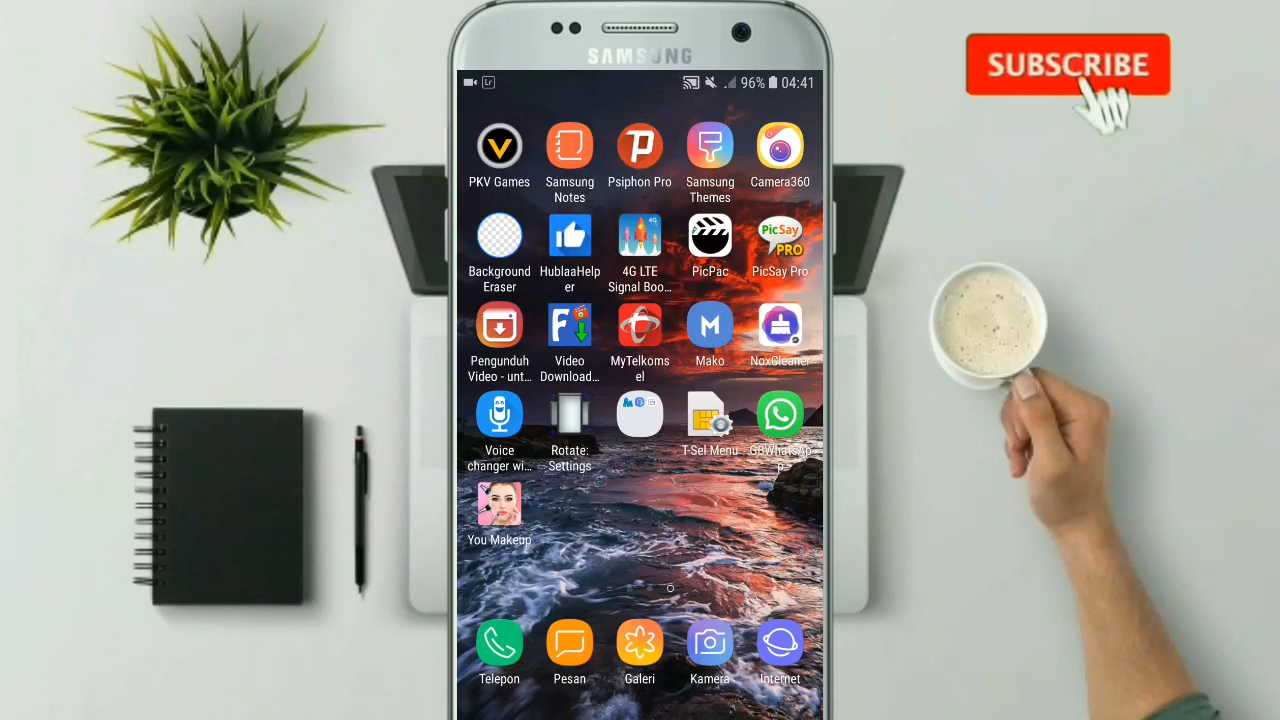 SAMSUNG
SUBSCRIBE
Lr 96% 04:41
PKV Games
Samsung Notes
Psiphon Pro
Samsung Themes
Camera360
Background Eraser
HublaaHelp
er
4G
4G LTE
Signal Boo...
PicPac
PicSay
PRO
PicSay Pro
Pengunduh
Video - unt...
F
Video
Download...
MyTelkoms
el
M
Mako
NoxCleaner
Voice
changer wi...
Rotate:
Settings
T-Sel Menu
GBWhatsAp
p
You Makeup
Telepon
Pesan
Galeri
Kamera
Internet